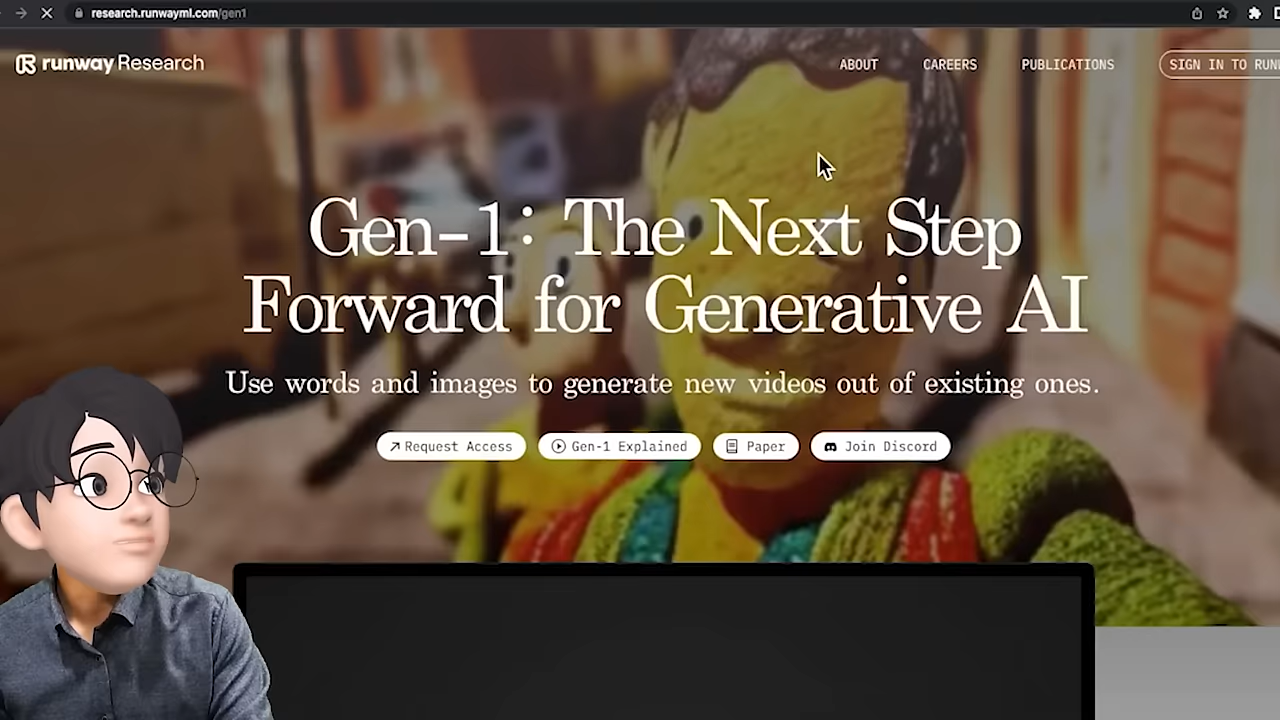 research.runwayml.com/gen1
runway Research
ABOUT
CAREERS
PUBLICATIONS
SIGN IN TO
Gen-1: The Next Step
Forward for Generative AI
Use words and images to generate new videos out of existing ones.
Request Access
Gen-1 Explained
Paper
Join Discord